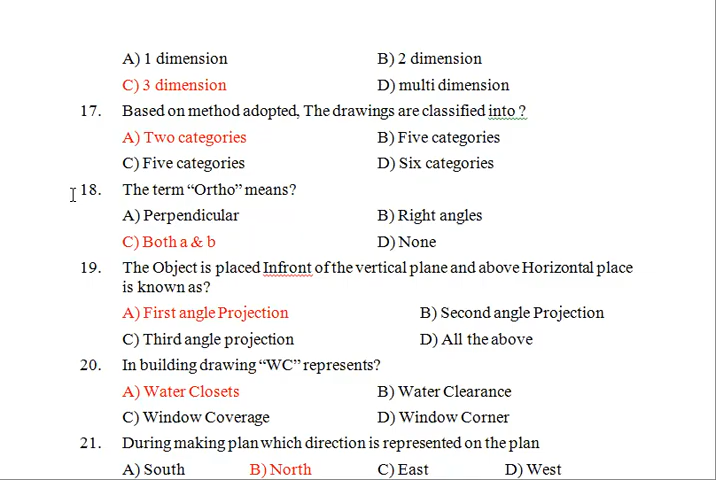 A) 1 dimension B) 2 dimension
C) 3 dimension D) multi dimension
17. Based on method adopted, The drawings are classified into ?
A) Two categories B) Five categories
C) Five categories D) Six categories
18. The term “Ortho” means?
A) Perpendicular B) Right angles
C) Both a & b D) None
19. The Object is placed Infront of the vertical plane and above Horizontal place
is known as?
A) First angle Projection B) Second angle Projection
C) Third angle projection D) All the above
20. In building drawing “WC” represents?
A) Water Closets B) Water Clearance
C) Window Coverage D) Window Corner
21. During making plan which direction is represented on the plan
A) South B) North C) East D) West